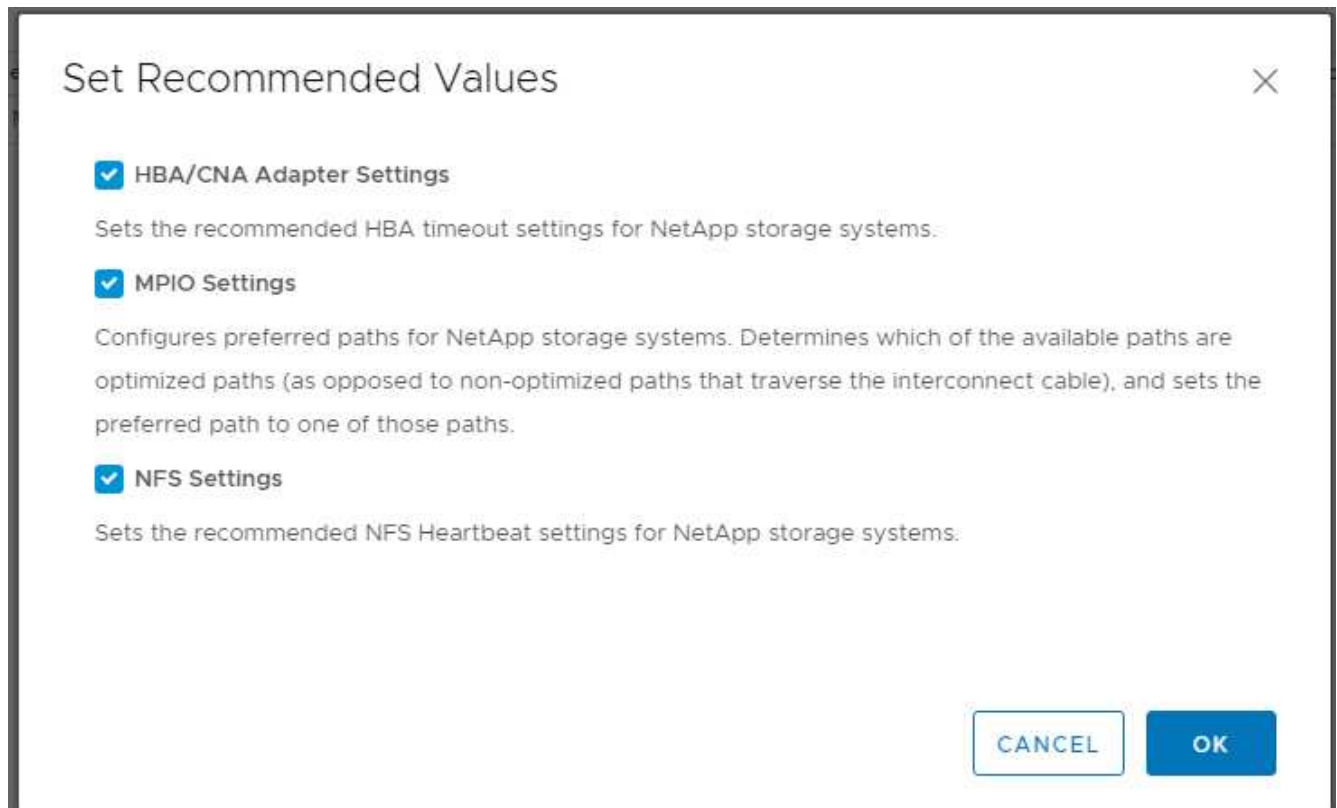 Set Recommended Values
HBA/CNA Adapter Settings
Sets the recommended HBA timeout settings for NetApp storage systems.
MPIO Settings
Configures preferred paths for NetApp storage systems. Determines which of the available paths are
optimized paths (as opposed to non-optimized paths that traverse the interconnect cable), and sets the
preferred path to one of those paths.
NFS Settings
Sets the recommended NFS Heartbeat settings for NetApp storage systems.
CANCEL OK